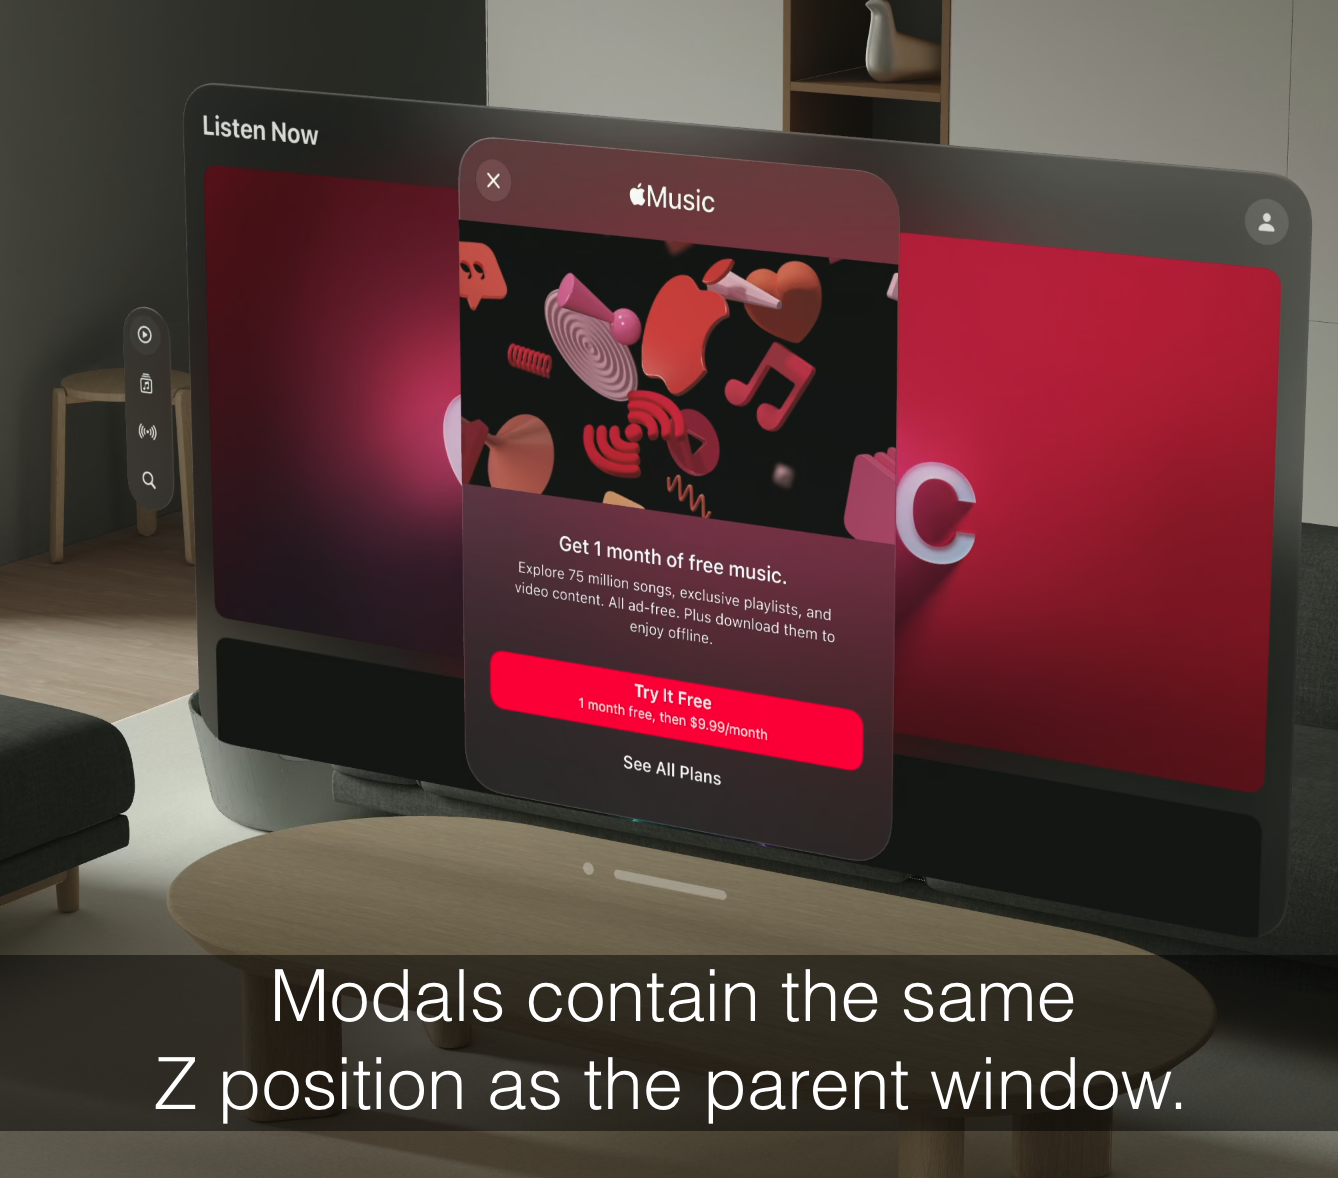 Listen Now
Music
C
Get 1 month of free music.
Explore 75 million songs, exclusive playlists, and
video content. All ad-free. Plus download them to
enjoy offline.
Try It Free
1 month free, then $9.99/month
See All Plans
Modals contain the same
Z position as the parent window.